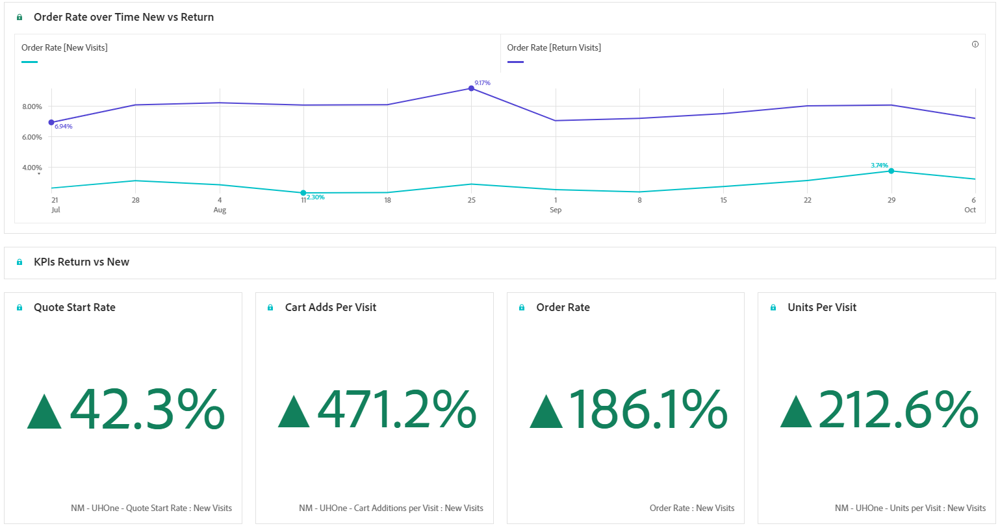 Order Rate over Time New vs Return
Order Rate [New Visits]
Order Rate [Return Visits]
9.17%
8.00%
6.94%
6.00%
4.00%
3.74%
2.30%
21 28 4 11 18 25 1 8 15 22 29 6
Jul Aug Sep Oct
KPIs Return vs New
Quote Start Rate
Cart Adds Per Visit
Order Rate
Units Per Visit
▲42.3%
▲471.2%
▲186.1%
▲212.6%
NM - UHOne - Quote Start Rate : New Visits
NM - UHOne - Cart Additions per Visit : New Visits
Order Rate : New Visits
NM - UHOne - Units per Visit : New Visits